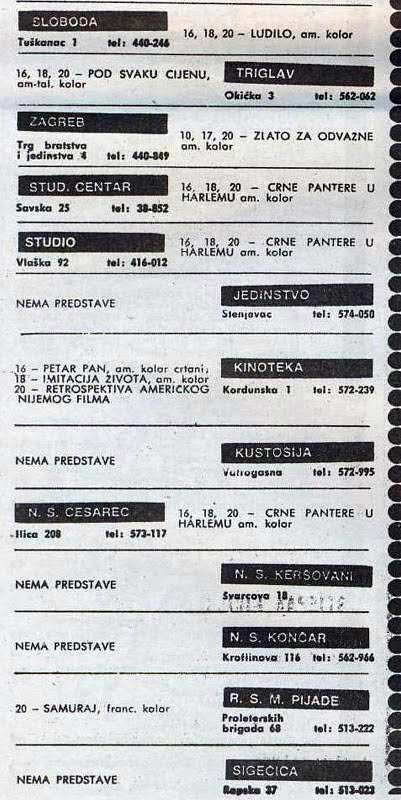 SLOBODA
Tuškanac 1 tel: 440-246
16, 18, 20 – LUDILO, am. kolor
16, 18, 20 – POD SVAKU CIJENU,
am-tal. kolor
TRIGLAV
Okička 3 tel: 562-062
ZAGREB
Trg bratstva
i jedinstva 4 tel: 440-849
10, 17, 20 – ZLATO ZA ODVAZNE
am. kolor
STUD. CENTAR
Savska 25 tel: 38-852
16, 18, 20 – CRNE PANTERE U
HARLEMU am. kolor
STUDIO
Vlaška 92 tel: 416-012
16, 18, 20 – CRNE PANTERE U
HARLEMU am. kolor
NEMA PREDSTAVE
JEDINSTVO
Stenjevac tel: 574-050
16 – PETAR PAN, am. kolor crtani,
18 – IMITACIJA ŽIVOTA, am. kolor
20 – RETROSPEKTIVA AMERIČKOG
NIJEMOG FILMA
KINOTEKA
Kordunska 1 tel: 572-239
NEMA PREDSTAVE
KUSTOSIJA
Vatrogasna tel: 572-995
N. S. CESAREC
Ilica 208 tel: 573-117
16, 18, 20 – CRNE PANTERE U
HARLEMU am. kolor
NEMA PREDSTAVE
N. S. KERŠOVANI
Švarcova 18
NEMA PREDSTAVE
N. S. KONČAR
Kroflinova 116 tel: 562-966
20 – SAMURAJ, franc. kolor
R. S. M. PIJADE
Proleterskih
brigada 68 tel: 513-222
NEMA PREDSTAVE
SIGEČICA
Rapska 37 tel: 513-023